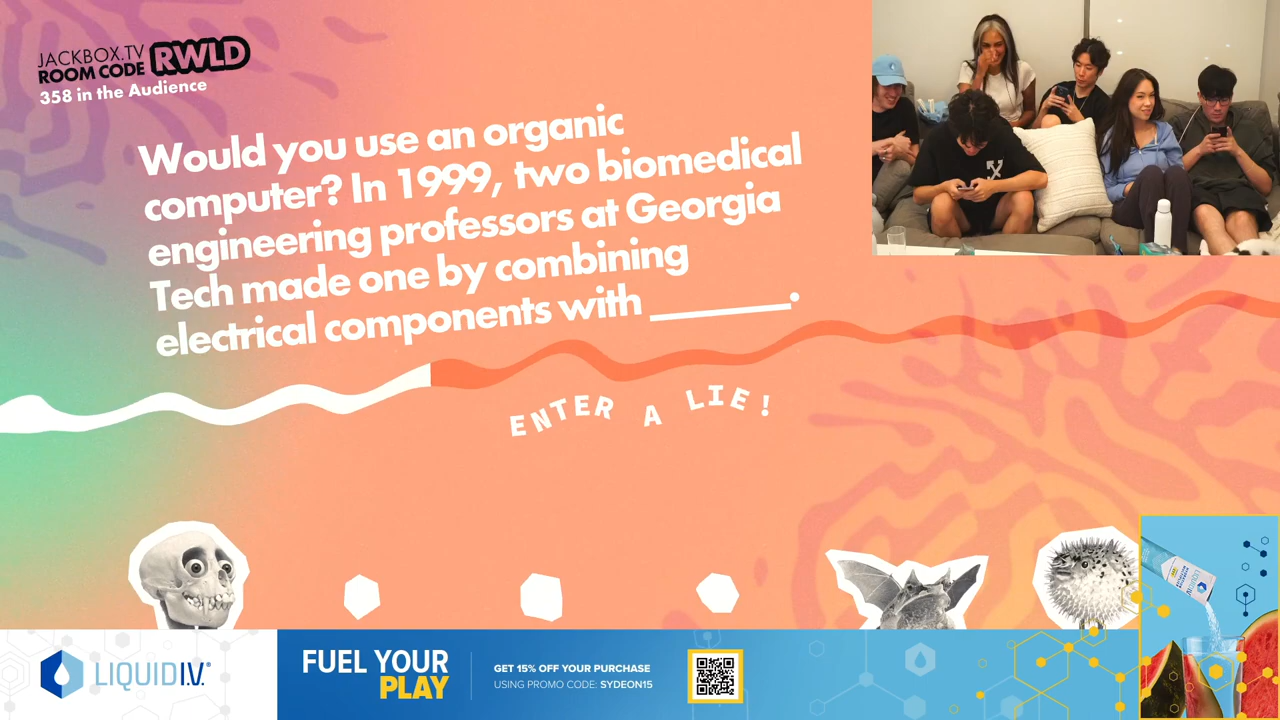 JACKBOX.TV
ROOM CODE RWLD
358 in the Audience
Would you use an organic
computer? In 1999, two biomedical
engineering professors at Georgia
Tech made one by combining
electrical components with ________.
ENTER A LIE!
LIQUID I.V.
FUEL YOUR
PLAY
GET 15% OFF YOUR PURCHASE
USING PROMO CODE: SYDEON15